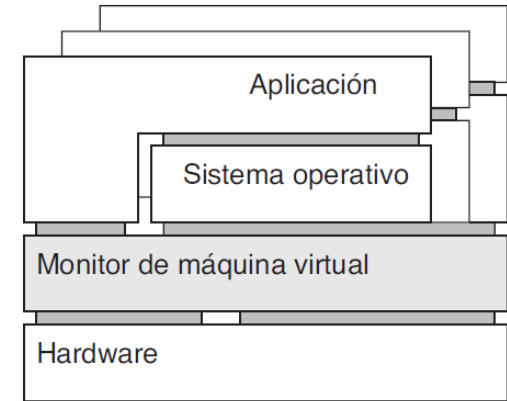 Aplicación
Sistema operativo
Monitor de máquina virtual
Hardware